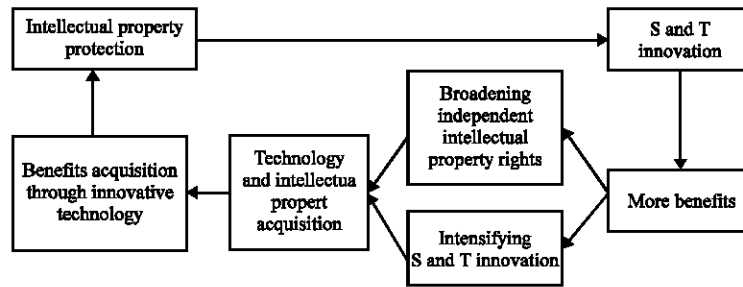 Intellectual property
protection
S and T
innovation
Broadening
independent
intellectual
property rights
Benefits acquisition
through innovative
technology
Technology
and intellectua
propert
acquisition
More benefits
Intensifying
S and T innovation